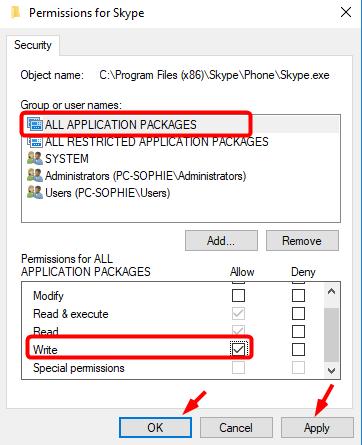 Permissions for Skype
Security
Object name: C:\Program Files (x86)\Skype\Phone\Skype.exe
Group or user names:
ALL APPLICATION PACKAGES
ALL RESTRICTED APPLICATION PACKAGES
SYSTEM
Administrators (PC-SOPHIE\Administrators)
Users (PC-SOPHIE\Users)
Add... Remove
Permissions for ALL
APPLICATION PACKAGES Allow Deny
Modify
Read & execute
Read
Write
Special permissions
OK Cancel Apply